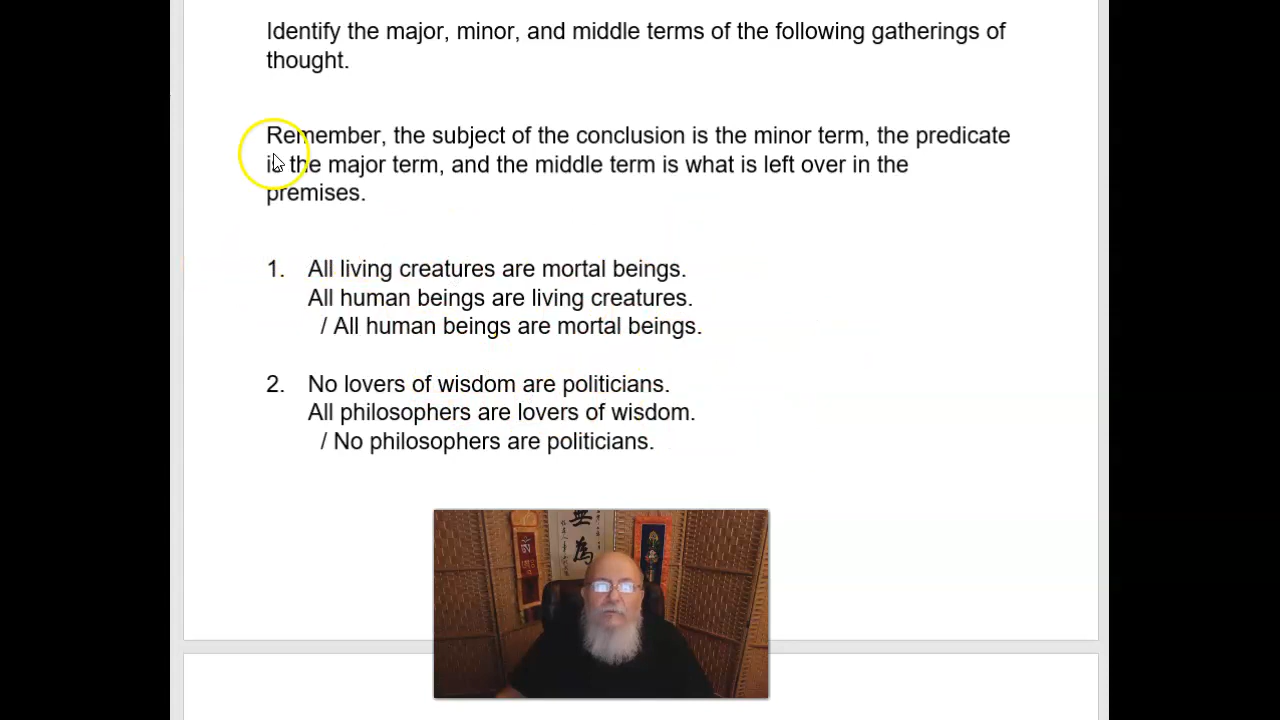 Identify the major, minor, and middle terms of the following gatherings of
thought.
Remember, the subject of the conclusion is the minor term, the predicate
is the major term, and the middle term is what is left over in the
premises.
1. All living creatures are mortal beings.
All human beings are living creatures.
/ All human beings are mortal beings.
2. No lovers of wisdom are politicians.
All philosophers are lovers of wisdom.
/ No philosophers are politicians.
無
為